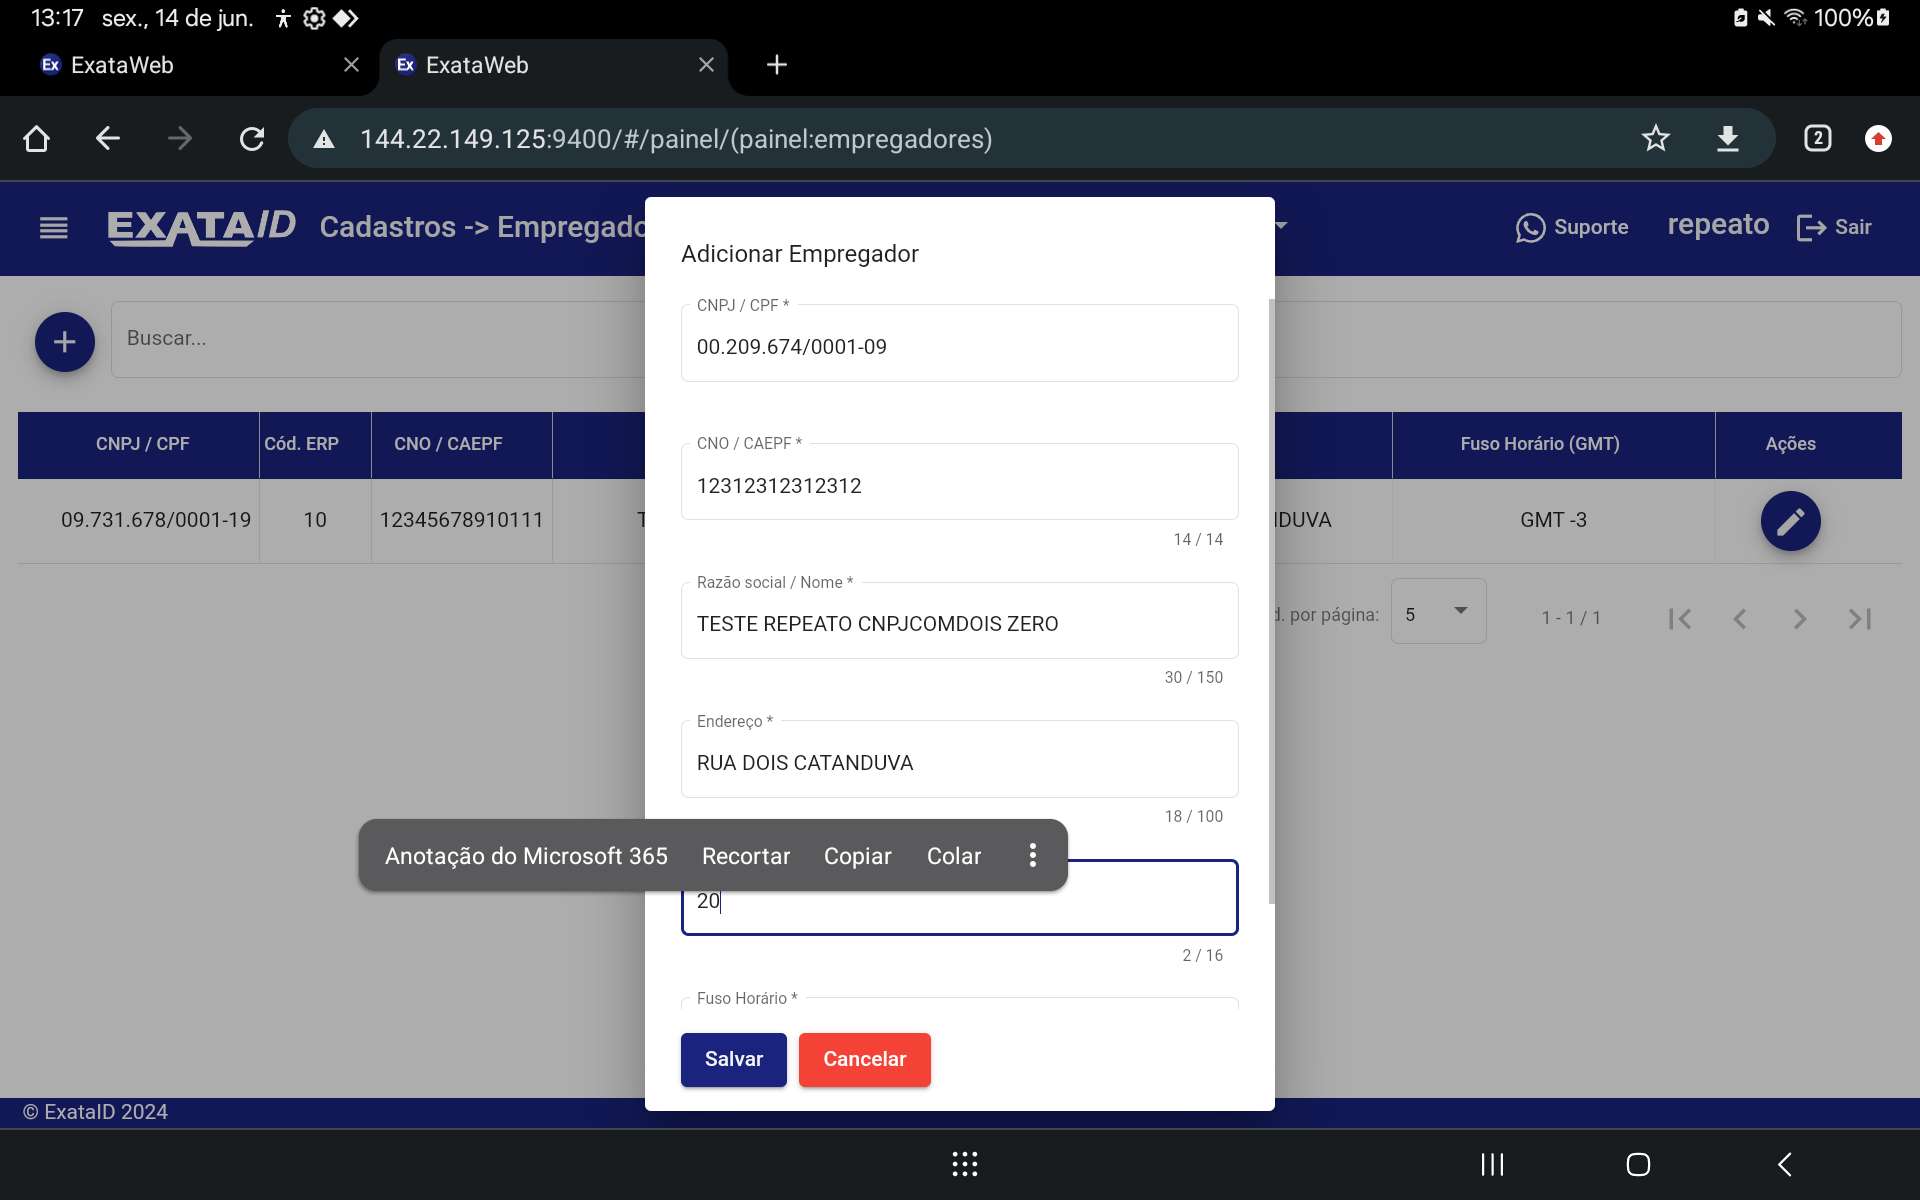 13:17 sex., 14 de jun. 100%
Ex ExataWeb
Ex ExataWeb
144.22.149.125:9400/#/painel/(painel:empregadores)
2
EXATAID Cadastros -> Empregado
Suporte repeato Sair
Buscar...
CNPJ / CPF Cód. ERP CNO / CAEPF Fuso Horário (GMT) Ações
09.731.678/0001-19 10 12345678910111 T DUVA GMT -3
d. por página: 5 1 - 1 / 1
Adicionar Empregador
CNPJ / CPF *
00.209.674/0001-09
CNO / CAEPF *
12312312312312
14 / 14
Razão social / Nome *
TESTE REPEATO CNPJCOMDOIS ZERO
30 / 150
Endereço *
RUA DOIS CATANDUVA
18 / 100
Anotação do Microsoft 365 Recortar Copiar Colar
20
2 / 16
Fuso Horário *
Salvar Cancelar
© ExataID 2024